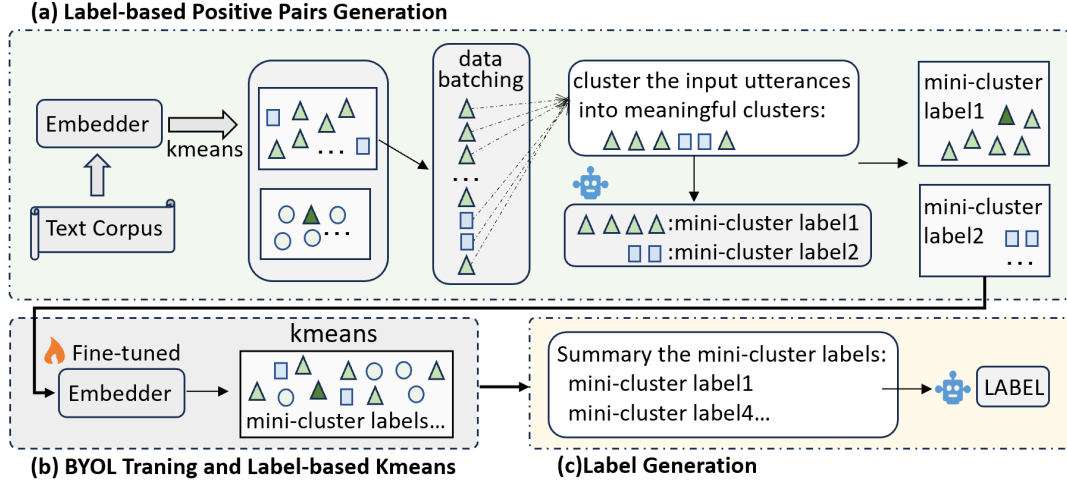 (a) Label-based Positive Pairs Generation
Embedder
kmeans
Text Corpus
...
...
data
batching
...
cluster the input utterances
into meaningful clusters:
:mini-cluster label1
:mini-cluster label2
mini-cluster
label1
mini-cluster
label2
...
Fine-tuned
Embedder
kmeans
mini-cluster labels...
(b) BYOL Traning and Label-based Kmeans
Summary the mini-cluster labels:
mini-cluster label1
mini-cluster label4...
LABEL
(c)Label Generation